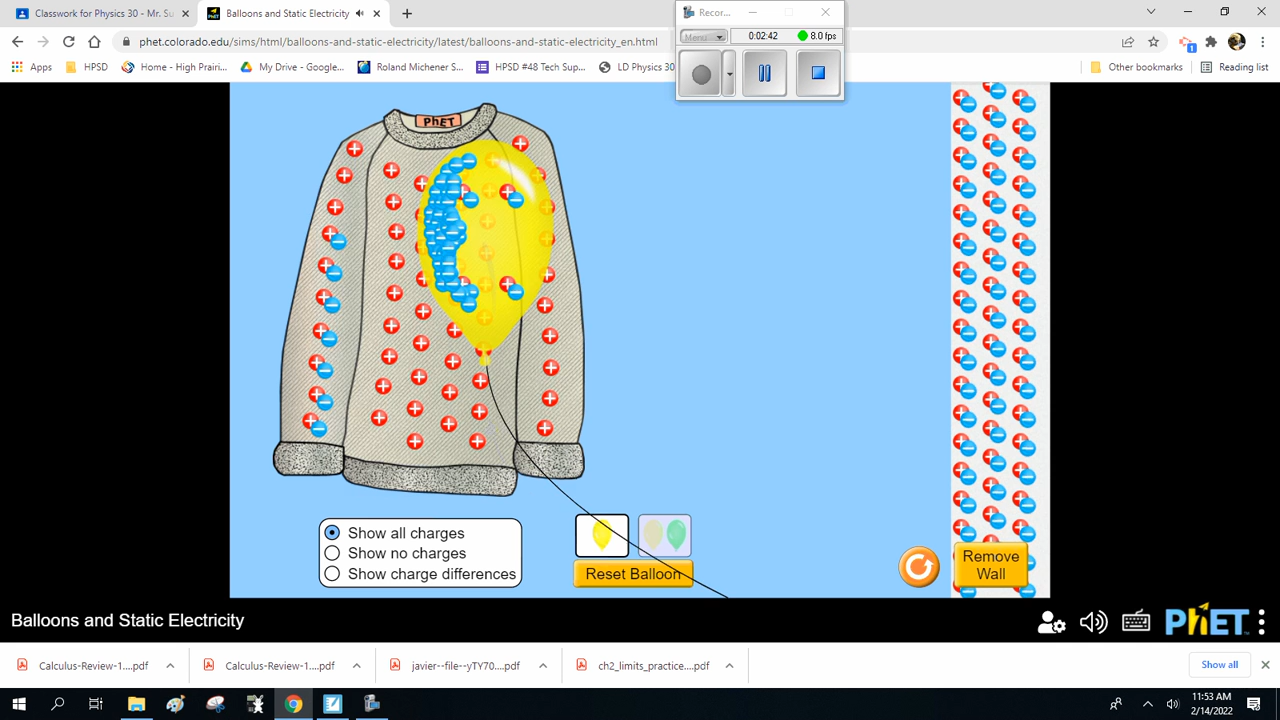 Classwork for Physics 30 - Mr. Su
Balloons and Static Electricity
Recor...
Menu
0:02:42
8.0 fps
phet.colorado.edu/sims/html/balloons-and-static-electricity/latest/balloons-and-static-electricity_en.html
Apps
HPSD
Home - High Prairi...
My Drive - Google...
Roland Michener S...
HPSD #48 Tech Sup...
LD Physics 30
Other bookmarks
Reading list
PhET
Show all charges
Show no charges
Show charge differences
Reset Balloon
Remove
Wall
Balloons and Static Electricity
PhET
Calculus-Review-1....pdf
Calculus-Review-1....pdf
javier--file--yTY70....pdf
ch2_limits_practice....pdf
Show all
11:53 AM
2/14/2022